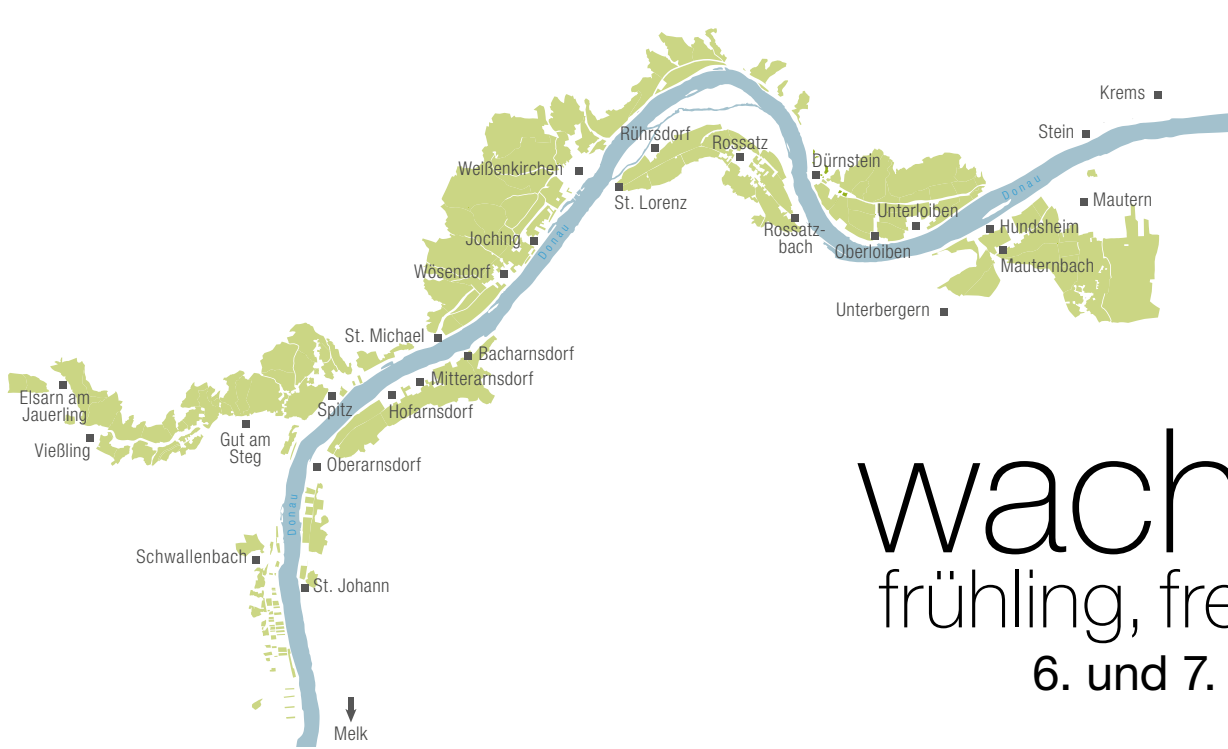 Krems
Stein
Rührsdorf
Rossatz
Dürnstein
Weißenkirchen
St. Lorenz
Donau
Mautern
Unterloiben
Hundsheim
Joching
Donau
Rossatz-
bach
Oberloiben
Wösendorf
Mauternbach
Unterbergern
St. Michael
Bacharnsdorf
Mitterarnsdorf
Elsarn am
Jauerling
Spitz
Hofarnsdorf
Vießling
Gut am
Steg
Oberarnsdorf
Donau
Schwallenbach
St. Johann
Melk
wach
frühling, fre
6. und 7.